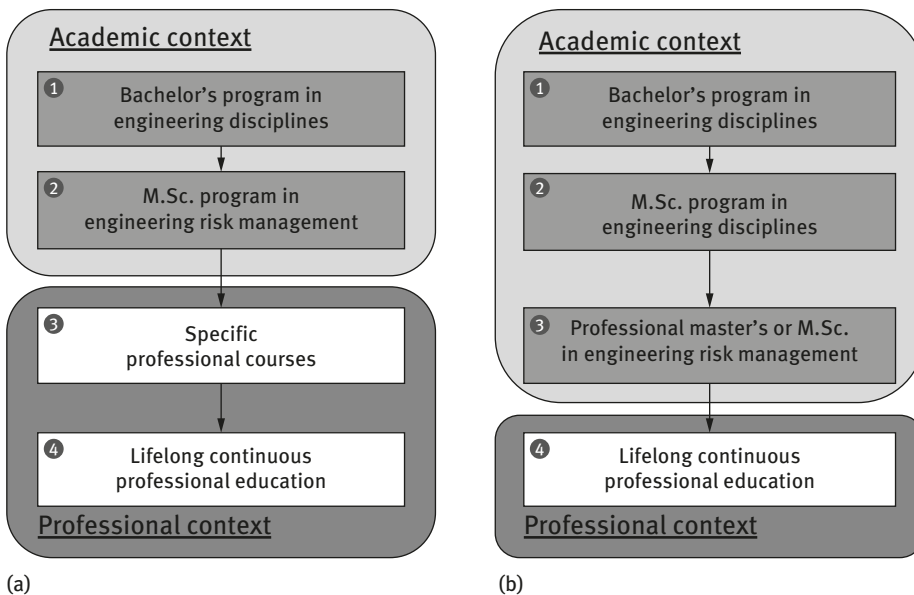 Academic context
1
Bachelor's program in
engineering disciplines
2
M.Sc. program in
engineering risk management
3
Specific
professional courses
4
Lifelong continuous
professional education
Professional context
(a)
Academic context
1
Bachelor's program in
engineering disciplines
2
M.Sc. program in
engineering disciplines
3
Professional master's or M.Sc.
in engineering risk management
4
Lifelong continuous
professional education
Professional context
(b)